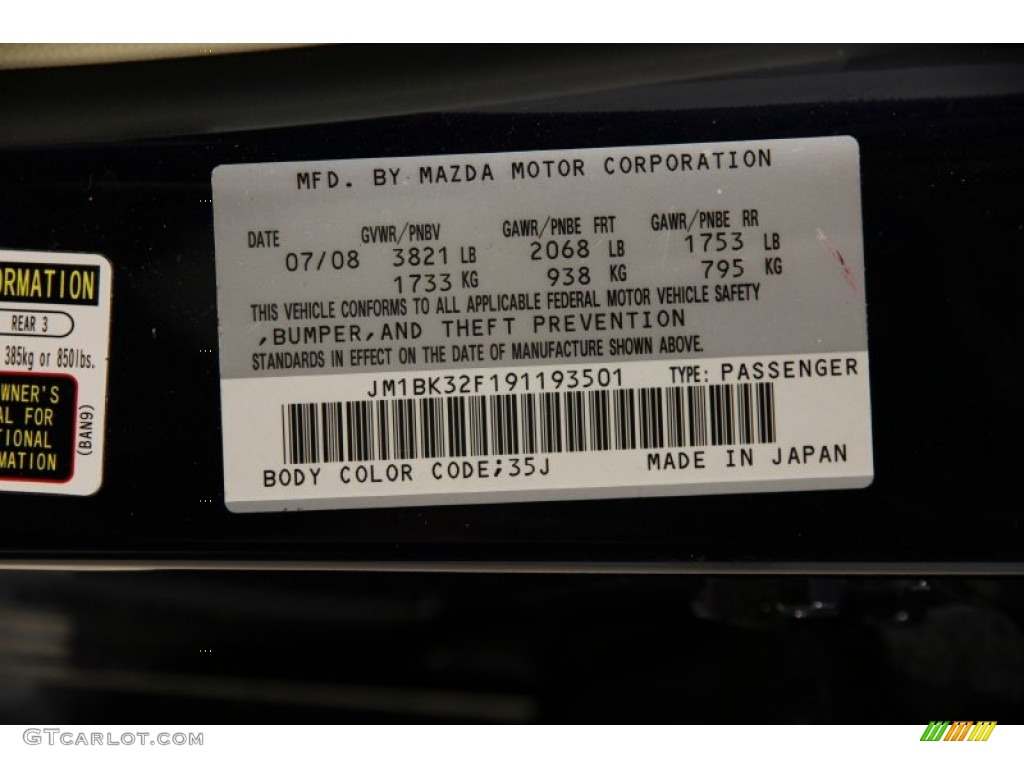 MFD. BY MAZDA MOTOR CORPORATION
DATE GVWR/PNBV GAWR/PNBE FRT GAWR/PNBE RR
07/08 3821 LB 2068 LB 1753 LB
1733 KG 938 KG 795 KG
THIS VEHICLE CONFORMS TO ALL APPLICABLE FEDERAL MOTOR VEHICLE SAFETY
,BUMPER,AND THEFT PREVENTION
STANDARDS IN EFFECT ON THE DATE OF MANUFACTURE SHOWN ABOVE.
JM1BK32F191193501 TYPE: PASSENGER
BODY COLOR CODE;35J MADE IN JAPAN
ORMATION
REAR 3
385kg or 850lbs.
WNER'S
AL FOR
TIONAL
MATION
(BAN9)
GTCARLOT.COM